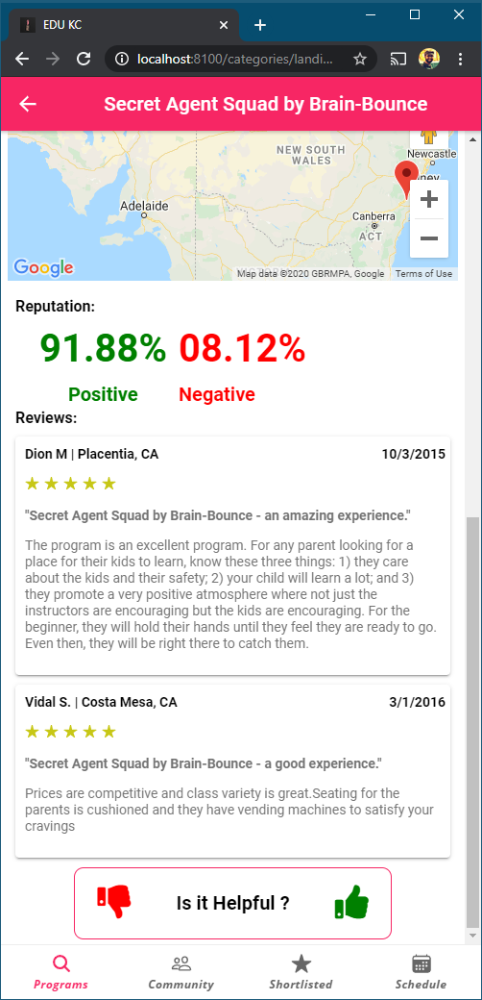 EDU KC
localhost:8100/categories/landi...
Secret Agent Squad by Brain-Bounce
NEW SOUTH
WALES
Newcastle
Adelaide
Canberra
ACT
Google
Map data ©2020 GBRMPA, Google Terms of Use
Reputation:
91.88% 08.12%
Positive Negative
Reviews:
Dion M | Placentia, CA 10/3/2015
"Secret Agent Squad by Brain-Bounce - an amazing experience."
The program is an excellent program. For any parent looking for a
place for their kids to learn, know these three things: 1) they care
about the kids and their safety; 2) your child will learn a lot; and 3)
they promote a very positive atmosphere where not just the
instructors are encouraging but the kids are encouraging. For the
beginner, they will hold their hands until they feel they are ready to go.
Even then, they will be right there to catch them.
Vidal S. | Costa Mesa, CA 3/1/2016
"Secret Agent Squad by Brain-Bounce - a good experience."
Prices are competitive and class variety is great.Seating for the
parents is cushioned and they have vending machines to satisfy your
cravings
Is it Helpful ?
Programs Community Shortlisted Schedule